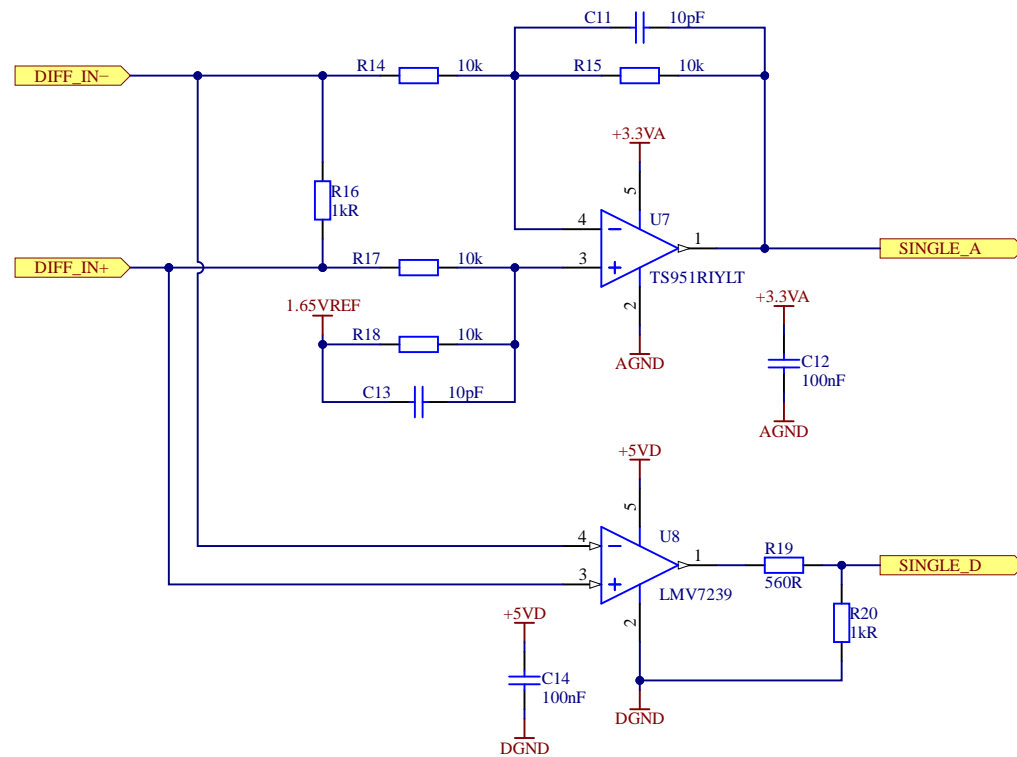 C11 10pF
DIFF_IN− R14 10k R15 10k
+3.3VA
R16
1kR
5
U7
4
1
SINGLE_A
DIFF_IN+ R17 10k 3
TS951RIYLT
2
AGND
1.65VREF
R18 10k
C13 10pF
+3.3VA
C12
100nF
AGND
+5VD
5
U8
4
1
R19
560R
SINGLE_D
3
LMV7239
2
R20
1kR
+5VD
C14
100nF
DGND
DGND